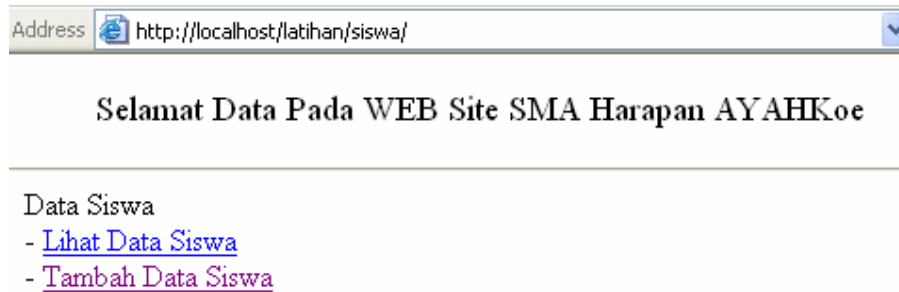 Address http://localhost/latihan/siswa/
Selamat Data Pada WEB Site SMA Harapan AYAHKoe
Data Siswa
- Lihat Data Siswa
- Tambah Data Siswa